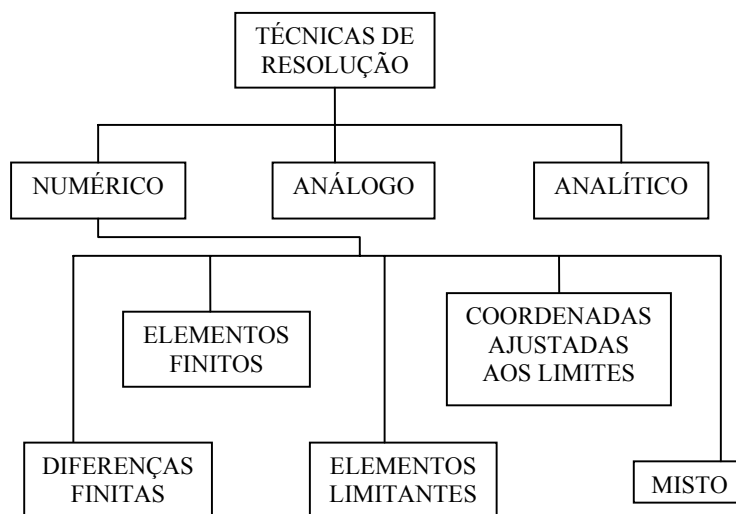 TÉCNICAS DE
RESOLUÇÃO
NUMÉRICO
ANÁLOGO
ANALÍTICO
ELEMENTOS
FINITOS
COORDENADAS
AJUSTADAS
AOS LIMITES
DIFERENÇAS
FINITAS
ELEMENTOS
LIMITANTES
MISTO